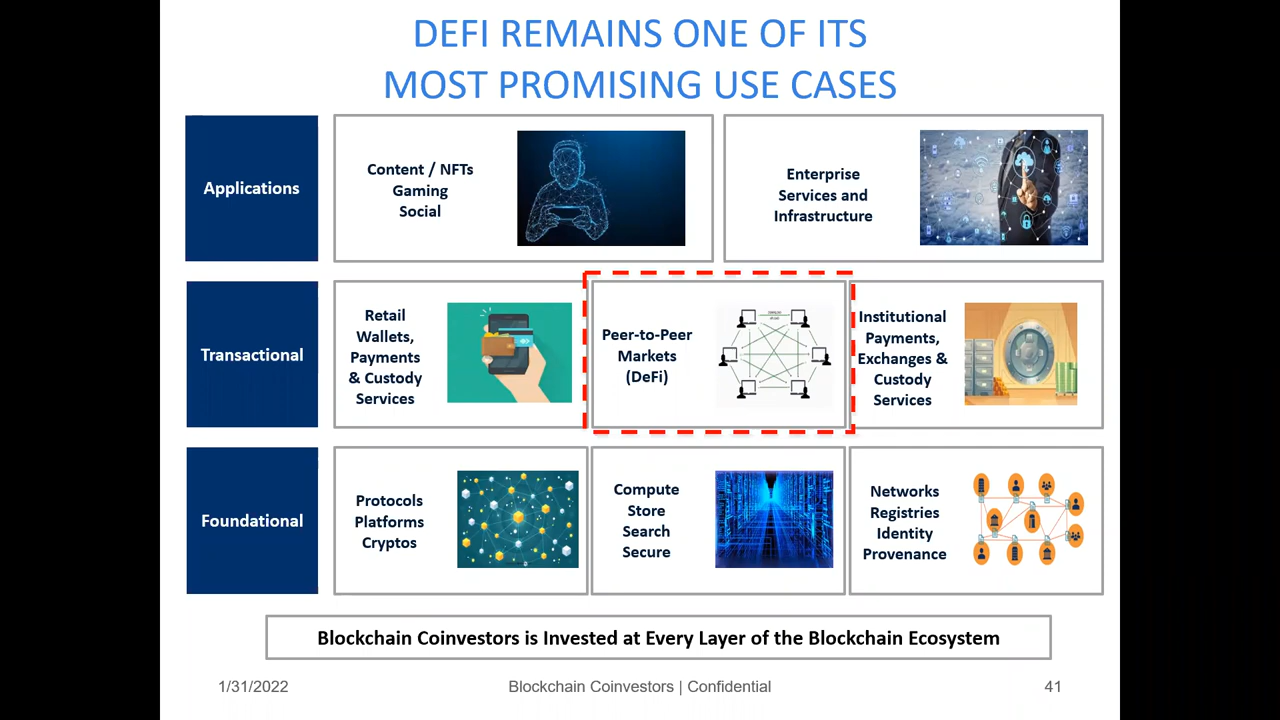 DEFI REMAINS ONE OF ITS
MOST PROMISING USE CASES
Applications
Content / NFTs
Gaming
Social
Enterprise
Services and
Infrastructure
Transactional
Retail
Wallets,
Payments
& Custody
Services
Peer-to-Peer
Markets
(DeFi)
Institutional
Payments,
Exchanges &
Custody
Services
Foundational
Protocols
Platforms
Cryptos
Compute
Store
Search
Secure
Networks
Registries
Identity
Provenance
Blockchain Coinvestors is Invested at Every Layer of the Blockchain Ecosystem
1/31/2022
Blockchain Coinvestors | Confidential
41